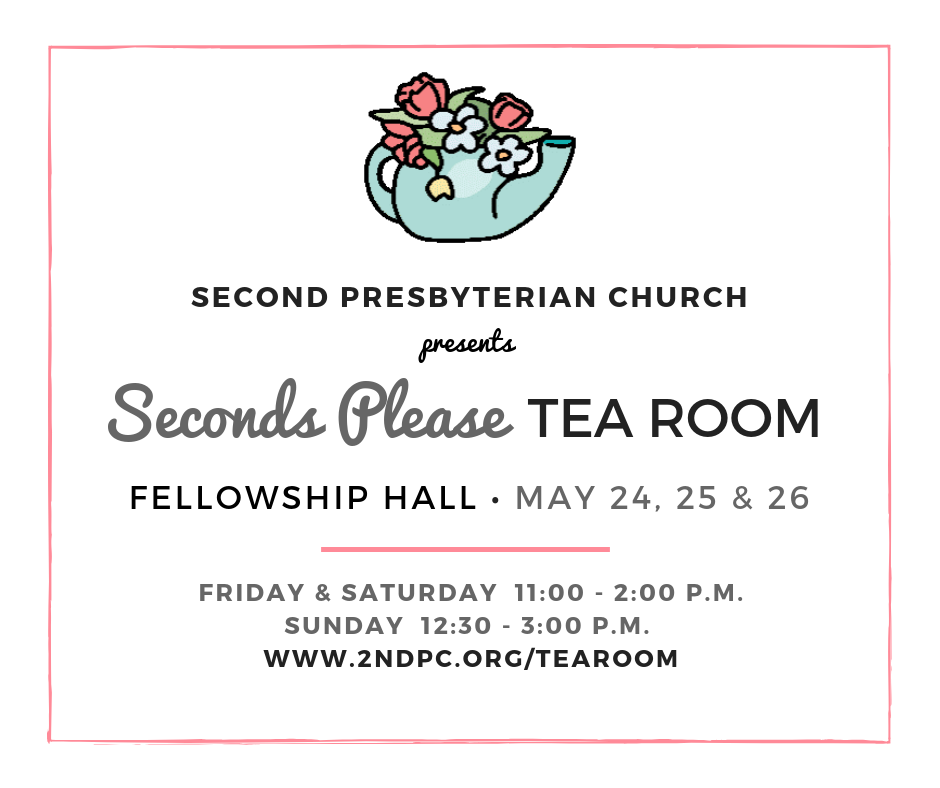 SECOND PRESBYTERIAN CHURCH
presents
Seconds Please TEA ROOM
FELLOWSHIP HALL • MAY 24, 25 & 26
FRIDAY & SATURDAY 11:00 - 2:00 P.M.
SUNDAY 12:30 - 3:00 P.M.
WWW.2NDPC.ORG/TEAROOM